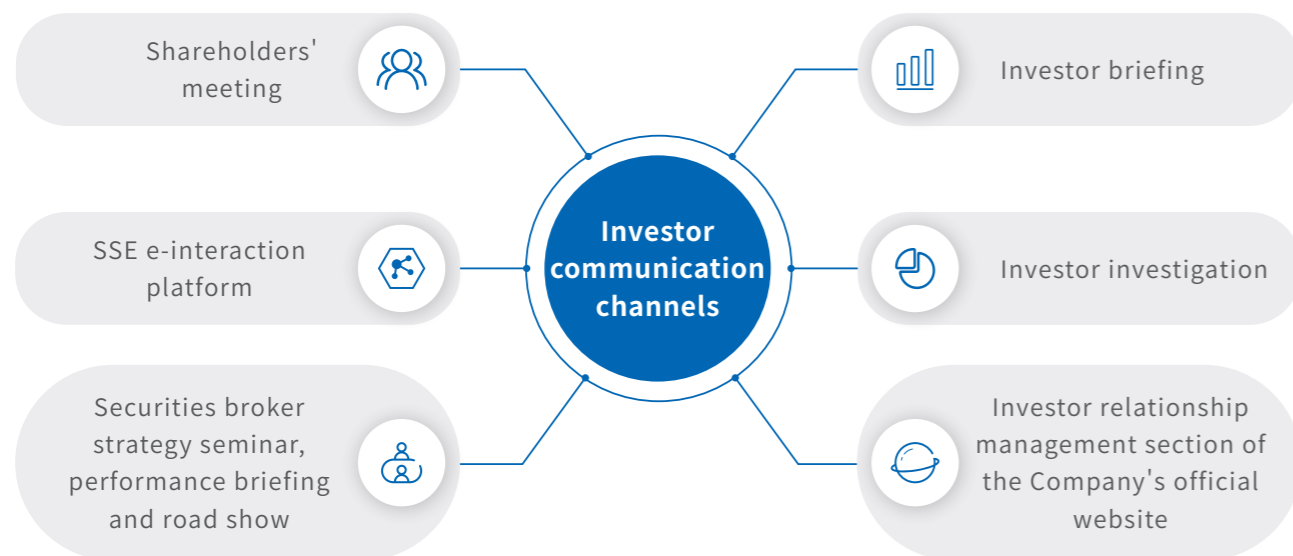 Shareholders'
meeting
SSE e-interaction
platform
Securities broker
strategy seminar,
performance briefing
and road show
Investor
communication
channels
Investor briefing
Investor investigation
Investor relationship
management section of
the Company's official
website